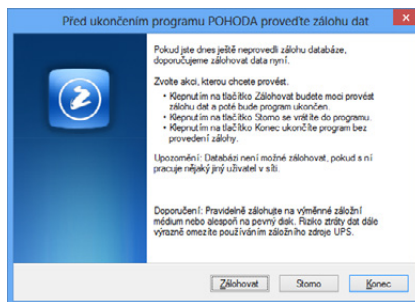 Před ukončením programu POHODA proveďte zálohu dat
Pokud jste dnes ještě neprovedli zálohu databáze,
doporučujeme zálohovat data nyní.
Zvolte akci, kterou chcete provést.
• Klepnutím na tlačítko Zálohovat budete moci provést
zálohu dat a poté bude program ukončen.
• Klepnutím na tlačítko Storno se vrátíte do programu.
• Klepnutím na tlačítko Konec ukončíte program bez
provedení zálohy.
Upozornění: Databázi není možné zálohovat, pokud s ní
pracuje nějaký jiný uživatel v síti.
Doporučení: Pravidelně zálohujte na výměnné záložní
médium nebo alespoň na pevný disk. Riziko ztráty dat dále
výrazně omezíte používáním záložního zdroje UPS.
Zálohovat Storno Konec